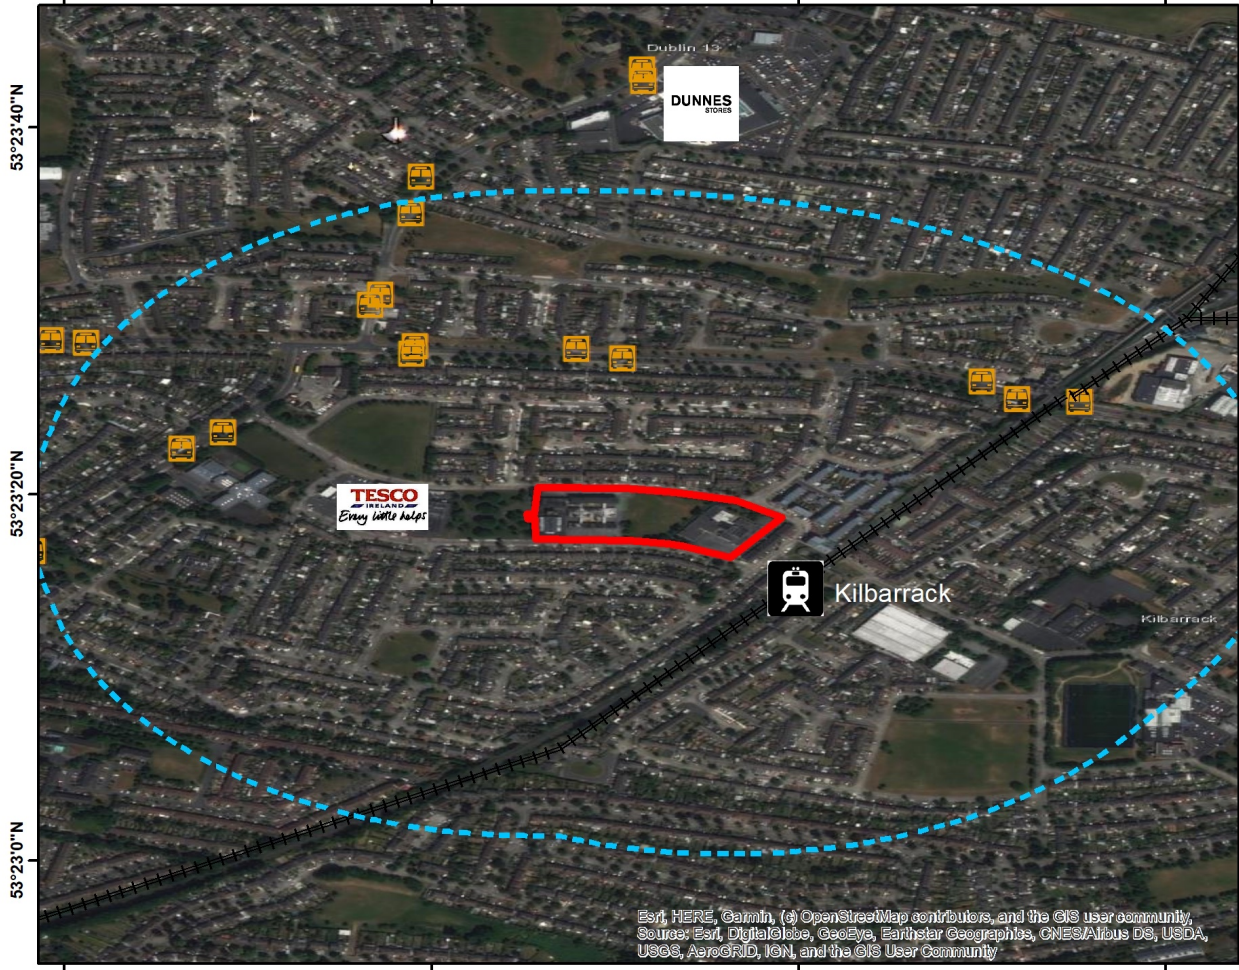 Dublin 13
DUNNES
STORES
53°23'40"N
53°23'20"N
TESCO
IRELAND
Every little helps
Kilbarrack
Kilbarrack
53°23'0"N
Esri, HERE, Garmin, (c) OpenStreetMap contributors, and the GIS user community,
Source: Esri, DigitalGlobe, GeoEye, Earthstar Geographics, CNES/Airbus DS, USDA,
USGS, AeroGRID, IGN, and the GIS User Community